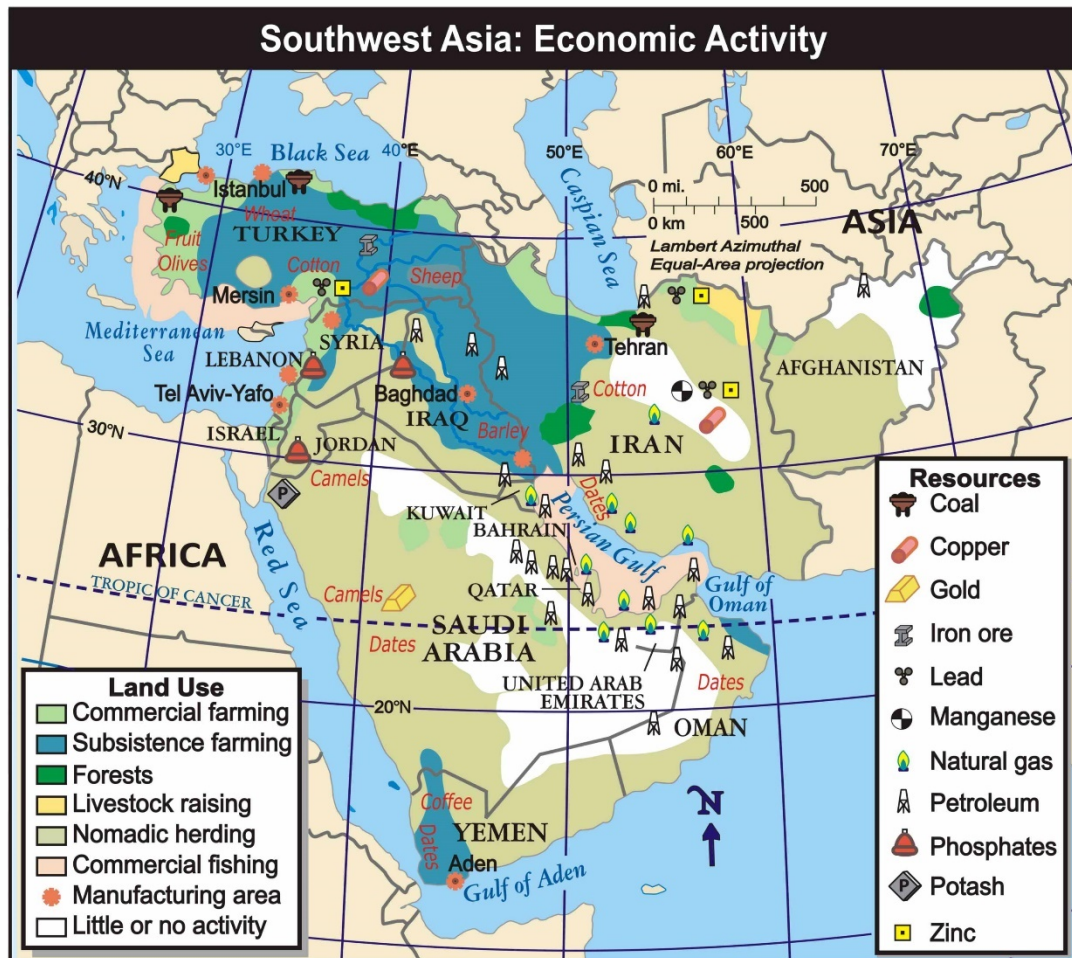 Southwest Asia: Economic Activity
30°E
40°E
50°E
60°E
70°E
40°N
Black Sea
Istanbul
Caspian Sea
0 mi.
500
0 km
500
Lambert Azimuthal
Equal-Area projection
ASIA
Wheat
TURKEY
Fruit
Olives
Cotton
Sheep
Mersin
Mediterranean
Sea
SYRIA
LEBANON
Tehran
AFGHANISTAN
Tel Aviv-Yafo
Baghdad
IRAQ
Cotton
Barley
IRAN
30°N
ISRAEL
JORDAN
Camels
P
KUWAIT
Dates
BAHRAIN
Persian Gulf
AFRICA
Red Sea
TROPIC OF CANCER
Camels
QATAR
Gulf of
Oman
Dates
SAUDI
ARABIA
UNITED ARAB
EMIRATES
Dates
20°N
OMAN
N
Coffee
Dates
YEMEN
Aden
Gulf of Aden
Land Use
Commercial farming
Subsistence farming
Forests
Livestock raising
Nomadic herding
Commercial fishing
Manufacturing area
Little or no activity
Resources
Coal
Copper
Gold
Iron ore
Lead
Manganese
Natural gas
Petroleum
Phosphates
P
Potash
Zinc